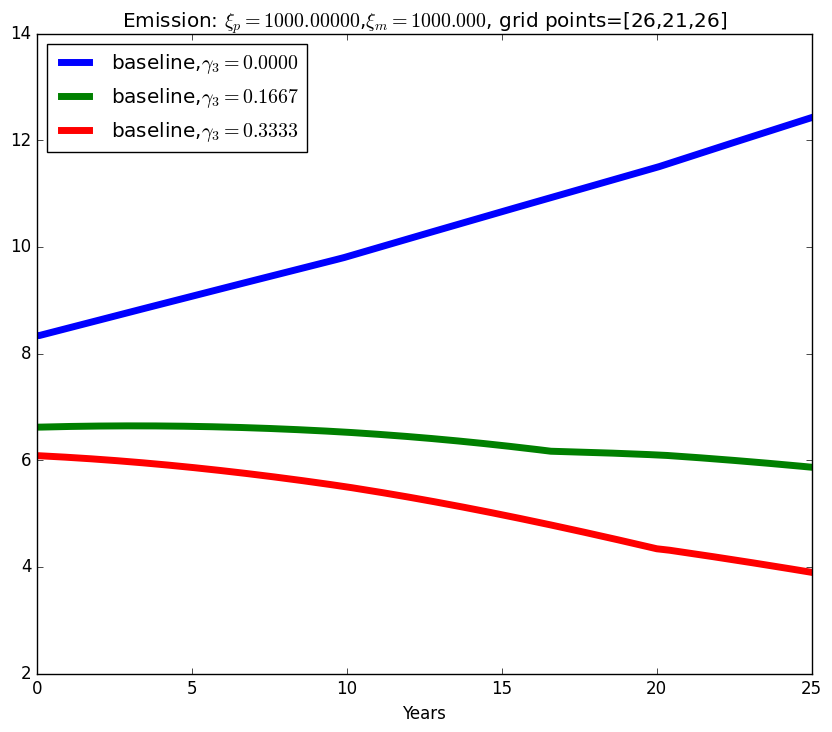 Emission: ξp = 1000.00000,ξm = 1000.000, grid points=[26,21,26]
14
12
10
8
6
4
2
baseline,γ3 = 0.0000
baseline,γ3 = 0.1667
baseline,γ3 = 0.3333
0 5 10 15 20 25
Years